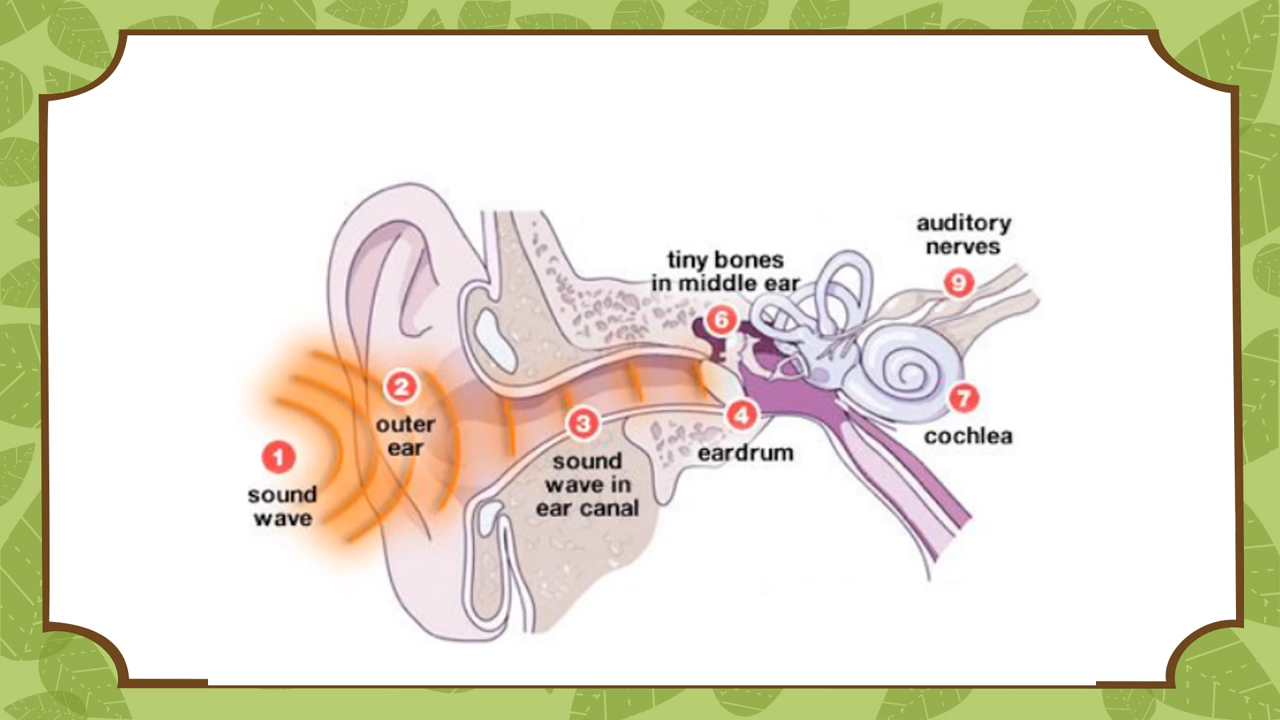 1
sound
wave
2
outer
ear
3
sound
wave in
ear canal
4
eardrum
tiny bones
in middle ear
6
7
cochlea
auditory
nerves
9